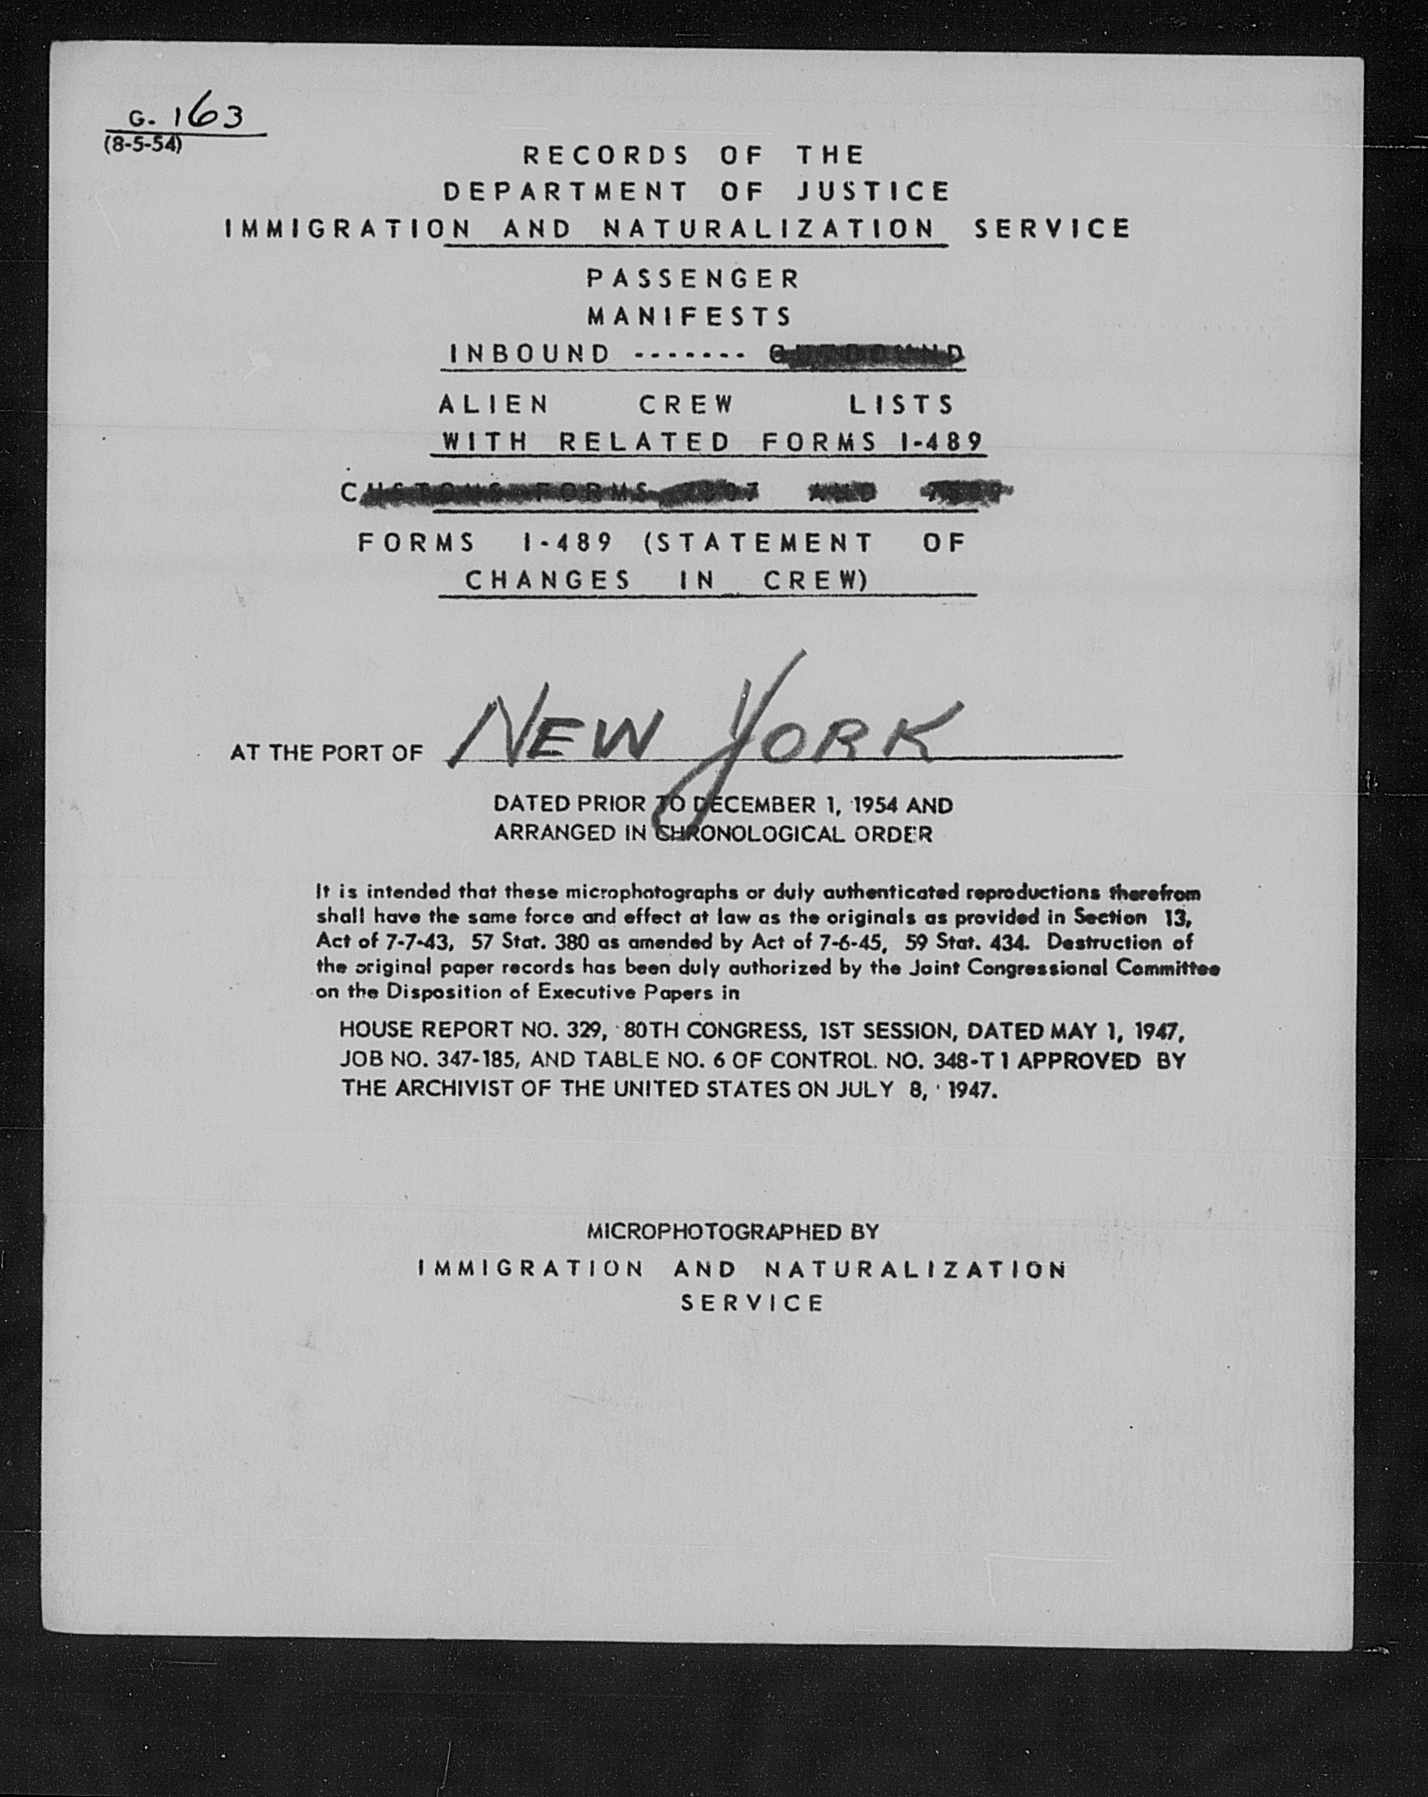 G- 163
(8-5-54)
RECORDS OF THE
DEPARTMENT OF JUSTICE
IMMIGRATION AND NATURALIZATION SERVICE
PASSENGER
MANIFESTS
INBOUND ------- OUTBOUND
ALIEN CREW LISTS
WITH RELATED FORMS I-489
CUSTOMS FORMS AND
FORMS I-489 (STATEMENT OF
CHANGES IN CREW)
AT THE PORT OF NEW YORK
DATED PRIOR TO DECEMBER 1, 1954 AND
ARRANGED IN CHRONOLOGICAL ORDER
It is intended that these microphotographs or duly authenticated reproductions therefrom
shall have the same force and effect at law as the originals as provided in Section 13,
Act of 7-7-43, 57 Stat. 380 as amended by Act of 7-6-45, 59 Stat. 434. Destruction of
the original paper records has been duly authorized by the Joint Congressional Committee
on the Disposition of Executive Papers in
HOUSE REPORT NO. 329, 80TH CONGRESS, 1ST SESSION, DATED MAY 1, 1947,
JOB NO. 347-185, AND TABLE NO. 6 OF CONTROL NO. 348-T1 APPROVED BY
THE ARCHIVIST OF THE UNITED STATES ON JULY 8, 1947.
MICROPHOTOGRAPHED BY
IMMIGRATION AND NATURALIZATION
SERVICE